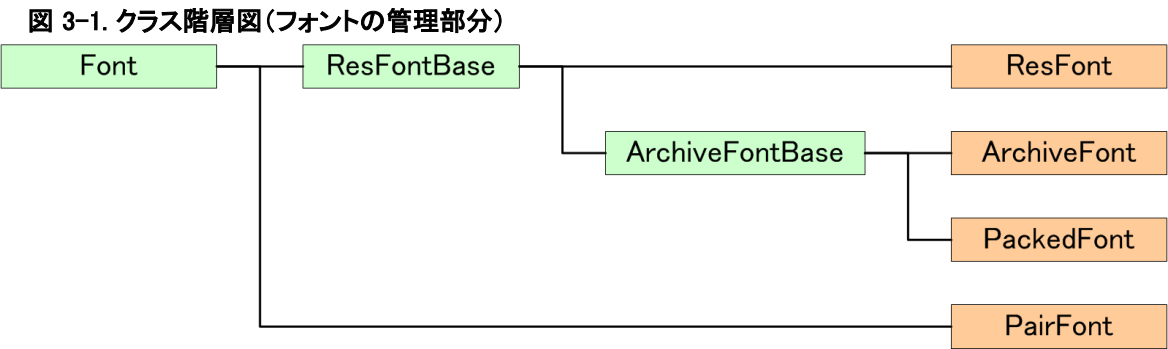 図 3-1. クラス階層図(フォントの管理部分)
Font
ResFontBase
ResFont
ArchiveFontBase
ArchiveFont
PackedFont
PairFont